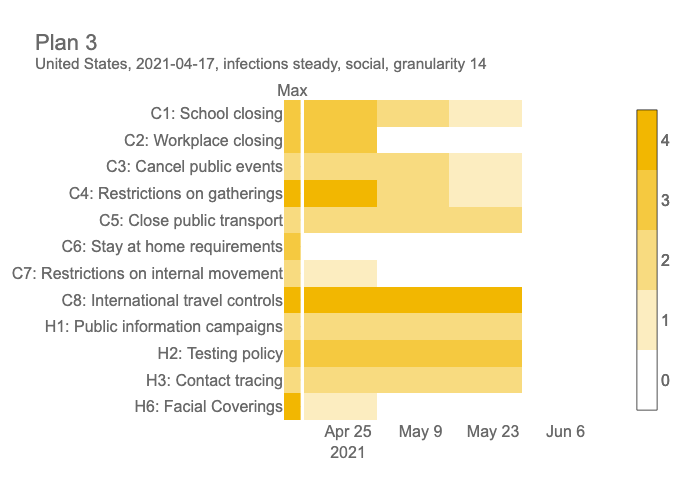 Plan 3
United States, 2021-04-17, infections steady, social, granularity 14
Max
C1: School closing
C2: Workplace closing
C3: Cancel public events
C4: Restrictions on gatherings
C5: Close public transport
C6: Stay at home requirements
C7: Restrictions on internal movement
C8: International travel controls
H1: Public information campaigns
H2: Testing policy
H3: Contact tracing
H6: Facial Coverings
Apr 25 May 9 May 23 Jun 6
2021
4
3
2
1
0